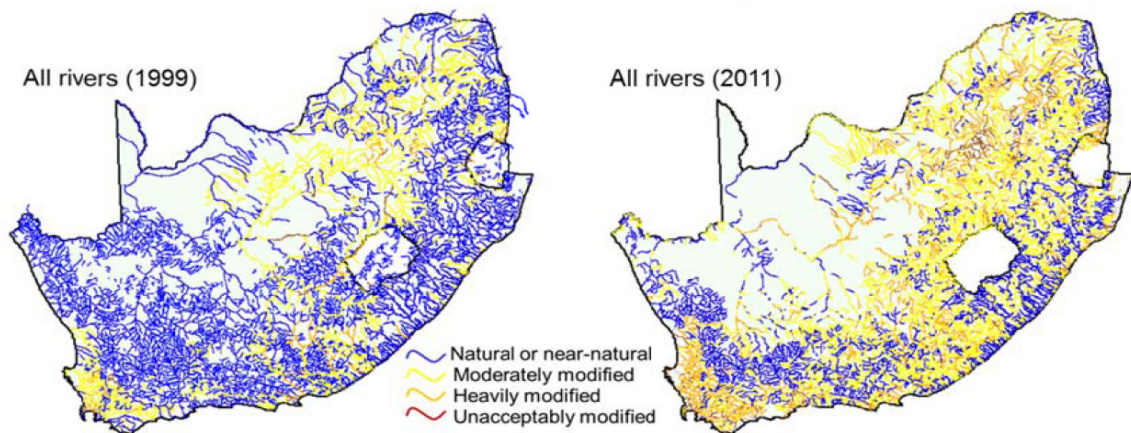 All rivers (1999)
All rivers (2011)
Natural or near-natural
Moderately modified
Heavily modified
Unacceptably modified